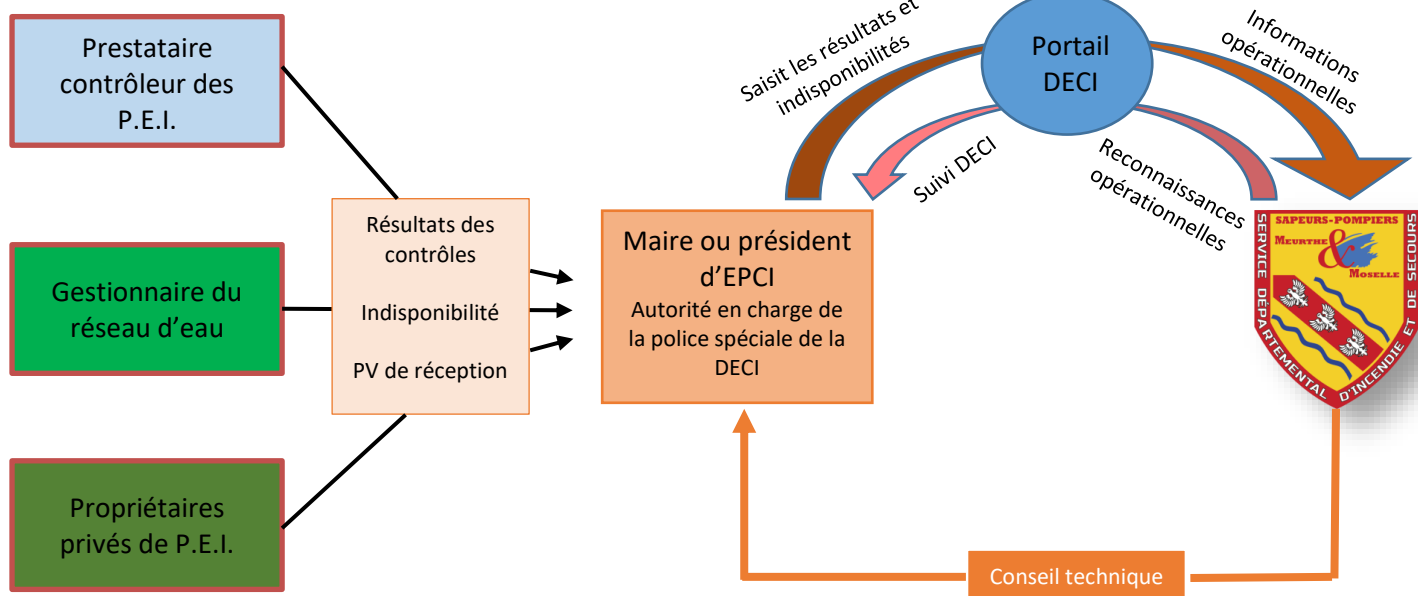 Prestataire
contrôleur des
P.E.I.
Gestionnaire du
réseau d'eau
Propriétaires
privés de P.E.I.
Résultats des
contrôles
Indisponibilité
PV de réception
Maire ou président
d'EPCI
Autorité en charge de
la police spéciale de la
DECI
Saisit les résultats et
indisponibilités
Suivi DECI
Portail
DECI
Informations
opérationnelles
Reconnaissances
opérationnelles
SAPEURS-POMPIERS
MEURTHE
&
MOSELLE
SERVICE DÉPARTEMENTAL D'INCENDIE ET DE SECOURS
Conseil technique